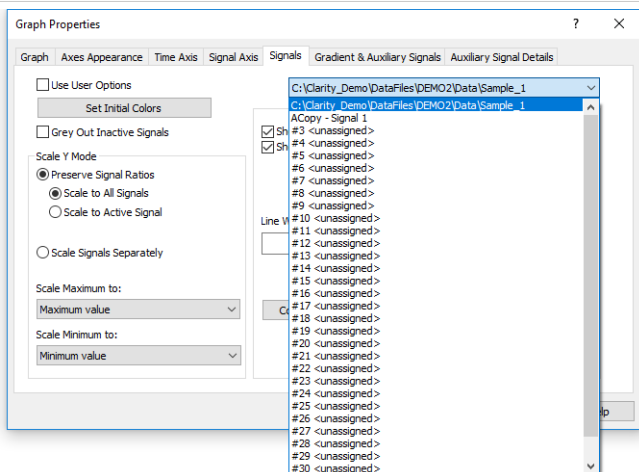 Graph Properties
?
Graph Axes Appearance Time Axis Signal Axis Signals Gradient & Auxiliary Signals Auxiliary Signal Details
Use User Options
C:\Clarity_Demo\DataFiles\DEMO2\Data\Sample_1
Set Initial Colors
C:\Clarity_Demo\DataFiles\DEMO2\Data\Sample_1
ACopy - Signal 1
Grey Out Inactive Signals
Sh
#3 <unassigned>
#4 <unassigned>
Sh
#5 <unassigned>
Scale Y Mode
#6 <unassigned>
Preserve Signal Ratios
#7 <unassigned>
#8 <unassigned>
Scale to All Signals
#9 <unassigned>
Scale to Active Signal
#10 <unassigned>
Line W
#11 <unassigned>
#12 <unassigned>
Scale Signals Separately
#13 <unassigned>
#14 <unassigned>
#15 <unassigned>
Scale Maximum to:
#16 <unassigned>
#17 <unassigned>
Maximum value
Co
#18 <unassigned>
#19 <unassigned>
Scale Minimum to:
#20 <unassigned>
#21 <unassigned>
Minimum value
#22 <unassigned>
#23 <unassigned>
#24 <unassigned>
#25 <unassigned>
#26 <unassigned>
lp
#27 <unassigned>
#28 <unassigned>
#29 <unassigned>
#30 <unassigned>